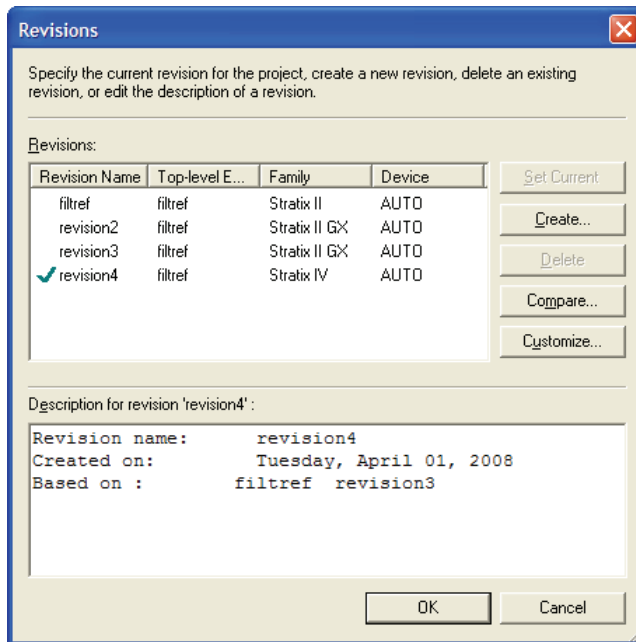 Revisions
Specify the current revision for the project, create a new revision, delete an existing
revision, or edit the description of a revision.
Revisions:
Revision Name Top-level E... Family Device
filtref filtref Stratix II AUTO
revision2 filtref Stratix II GX AUTO
revision3 filtref Stratix II GX AUTO
revision4 filtref Stratix IV AUTO
Set Current
Create...
Delete
Compare...
Customize...
Description for revision 'revision4' :
Revision name: revision4
Created on: Tuesday, April 01, 2008
Based on : filtref revision3
OK Cancel